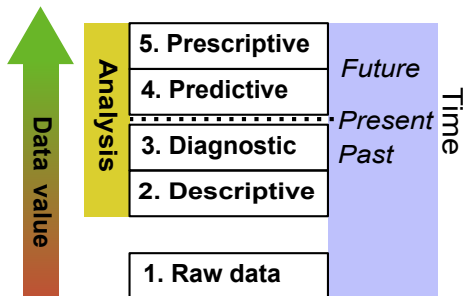 Data value
Analysis
5. Prescriptive
4. Predictive
3. Diagnostic
2. Descriptive
1. Raw data
Future
Present
Past
Time